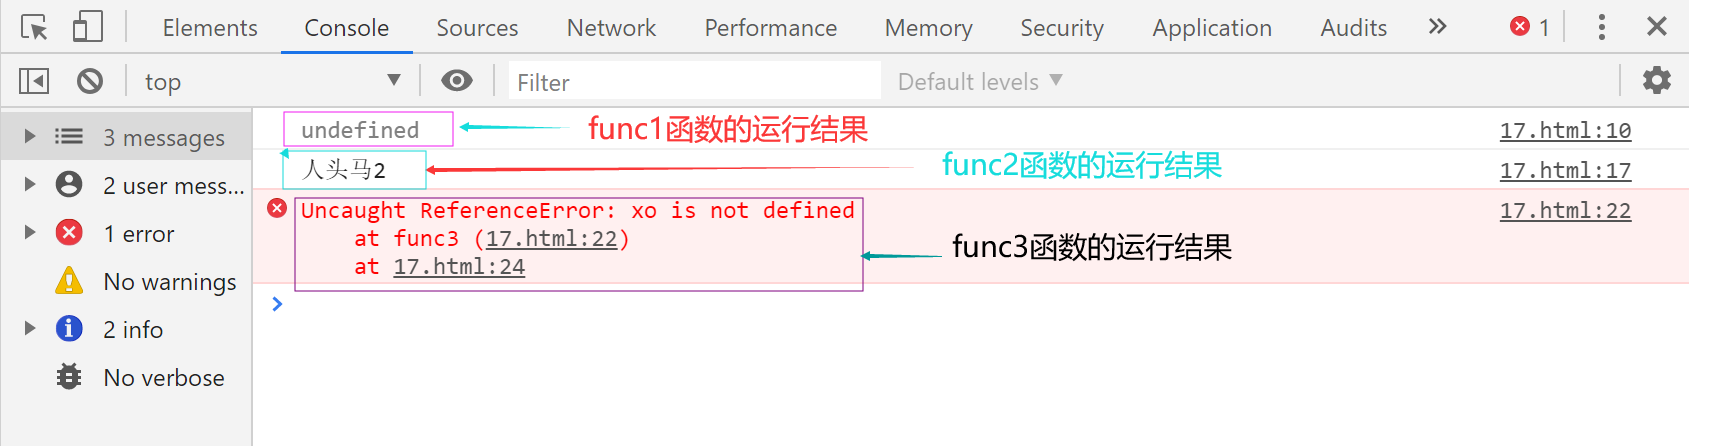 Elements Console Sources Network Performance Memory Security Application Audits » 1
top Filter Default levels
3 messages
2 user mess...
1 error
No warnings
2 info
No verbose
undefined func1函数的运行结果 17.html:10
人头马2 func2函数的运行结果 17.html:17
Uncaught ReferenceError: xo is not defined 17.html:22
at func3 (17.html:22)
at 17.html:24
func3函数的运行结果